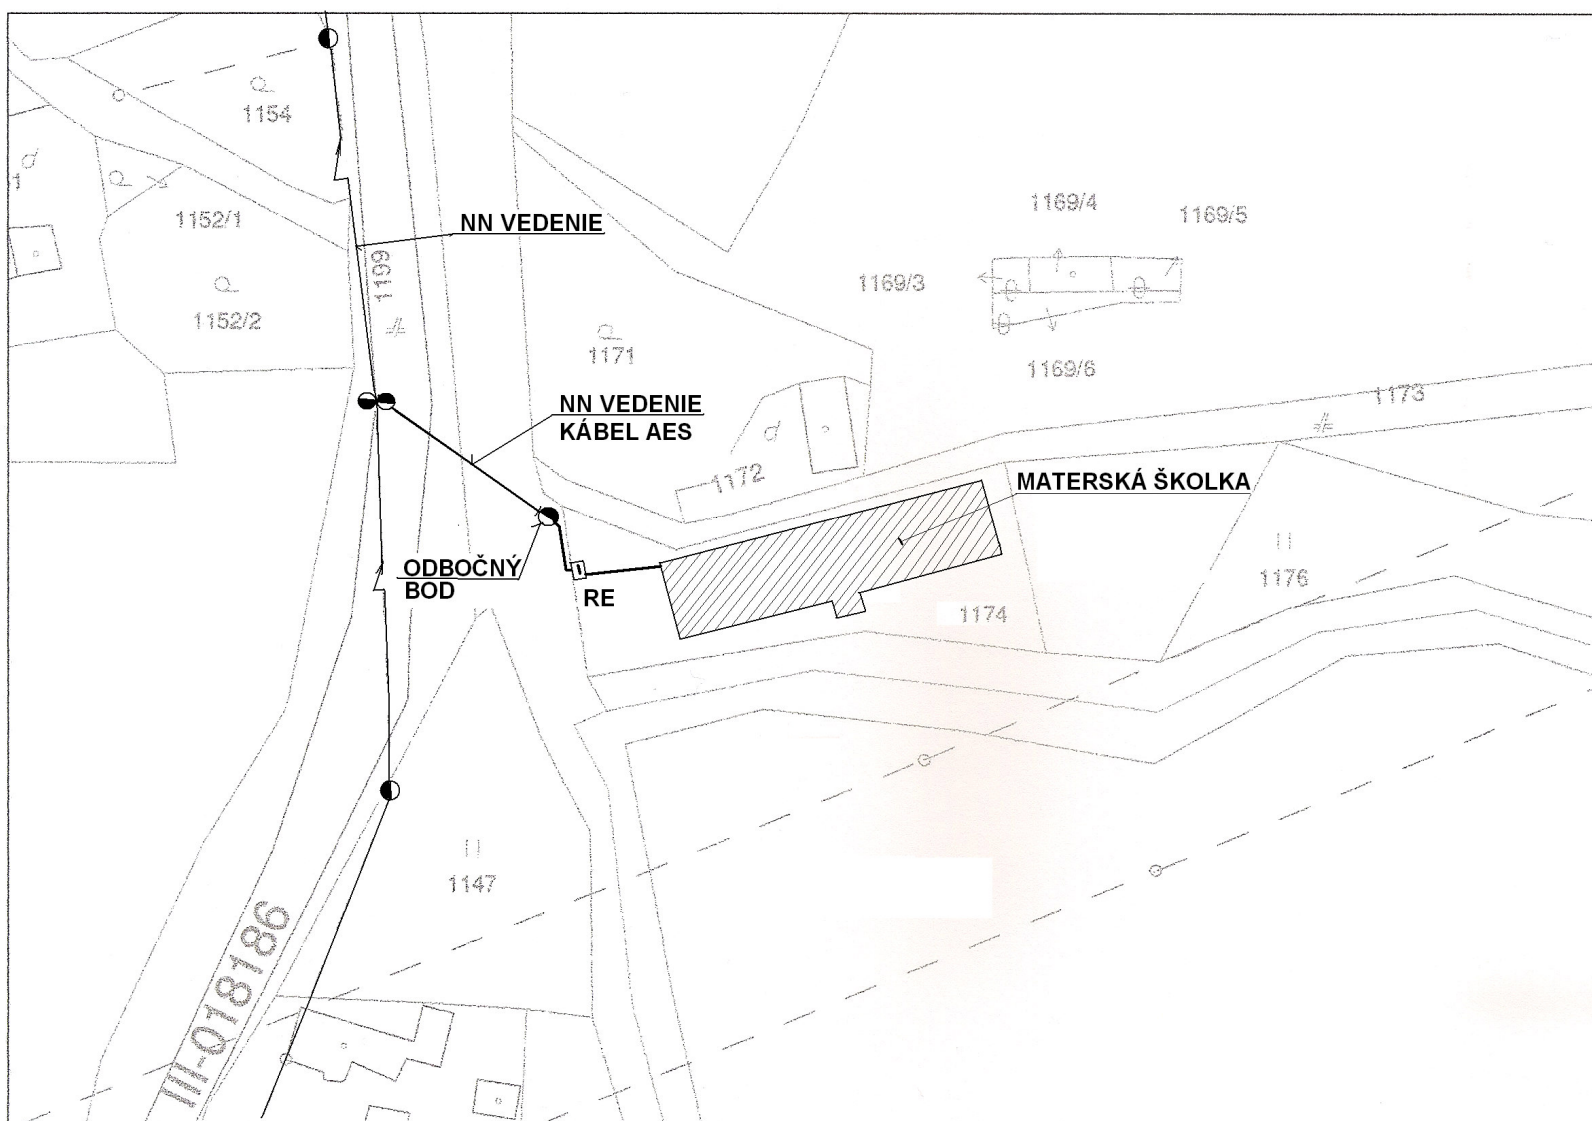 1154
1152/1
NN VEDENIE
1169/4
1169/5
1199
1169/3
1152/2
1171
1169/6
1173
NN VEDENIE
KÁBEL AES
1172
MATERSKÁ ŠKOLKA
ODBOČNÝ
BOD
RE
1176
1174
1147
III-018186